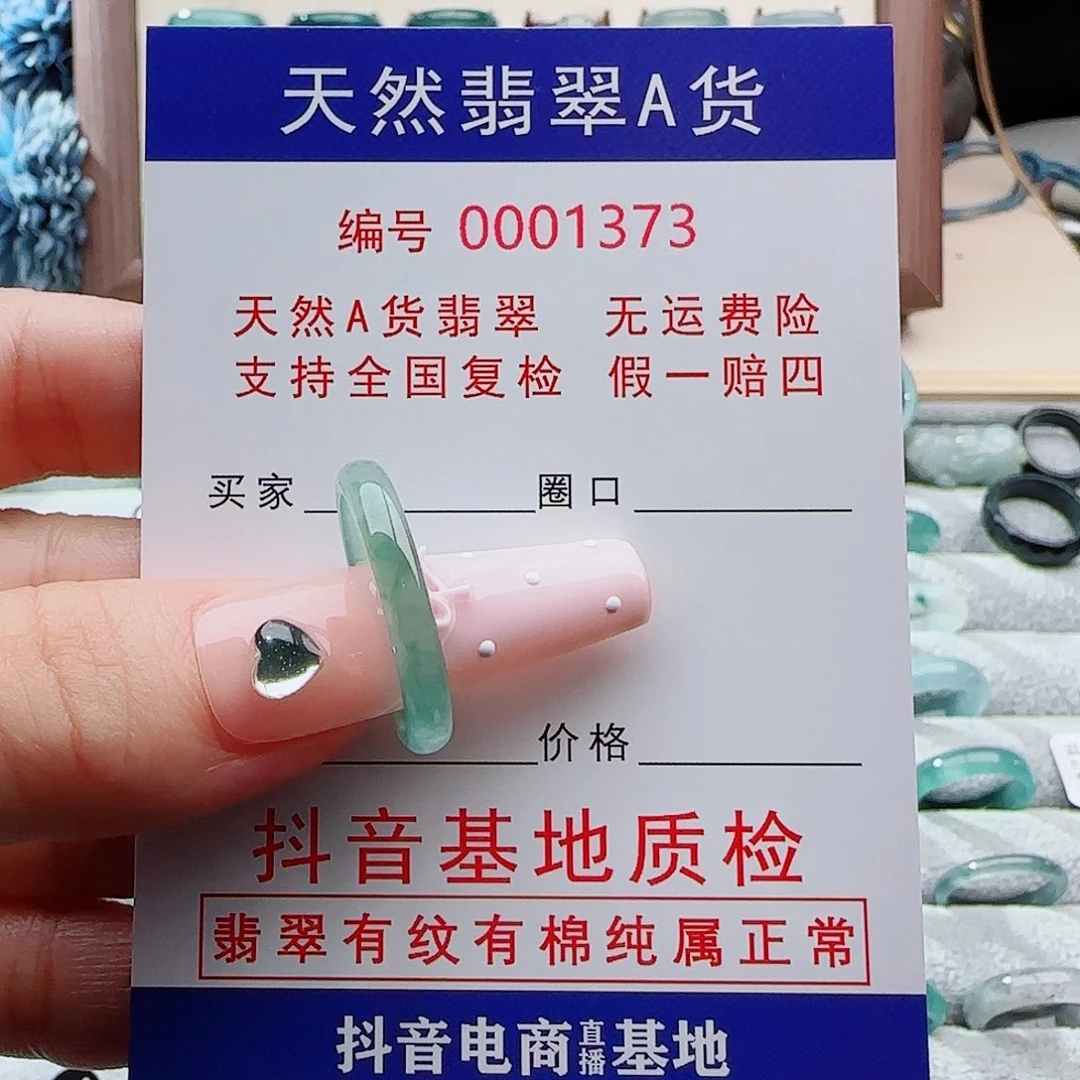 天然翡翠A货
编号 0001373
天然A货翡翠 无运费险
支持全国复检 假一赔四
买家 圈口
价格
抖音基地质检
翡翠有纹有棉纯属正常
抖音电商直播基地